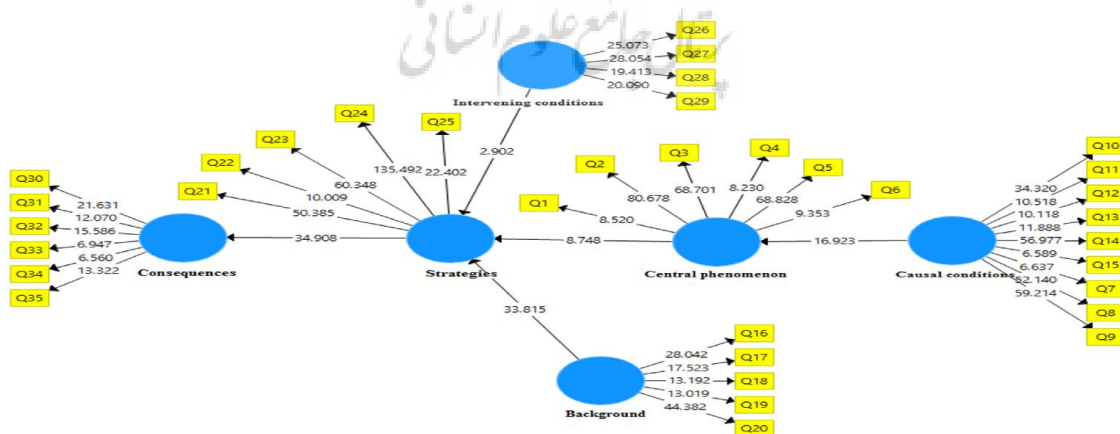 پرتال جامع علوم انسانی
Q26
25.073
Q27
28.054
Q28
19.413
Q29
20.090
Intervening conditions
2.902
Q24
Q25
Q23
Q22
Q21
135.492
22.402
60.348
10.009
50.385
Q30
Q31
Q32
Q33
Q34
Q35
21.631
12.070
15.586
6.947
6.560
13.322
Consequences
34.908
Strategies
Q1
Q2
Q3
Q4
Q5
Q6
8.520
80.678
68.701
8.230
68.828
9.353
8.748
Central phenomenon
16.923
Causal conditions
Q10
Q11
Q12
Q13
Q14
Q15
Q7
Q8
Q9
34.320
10.518
10.118
11.888
56.977
6.589
6.637
52.140
59.214
33.815
Background
Q16
Q17
Q18
Q19
Q20
28.042
17.523
13.192
13.019
44.382